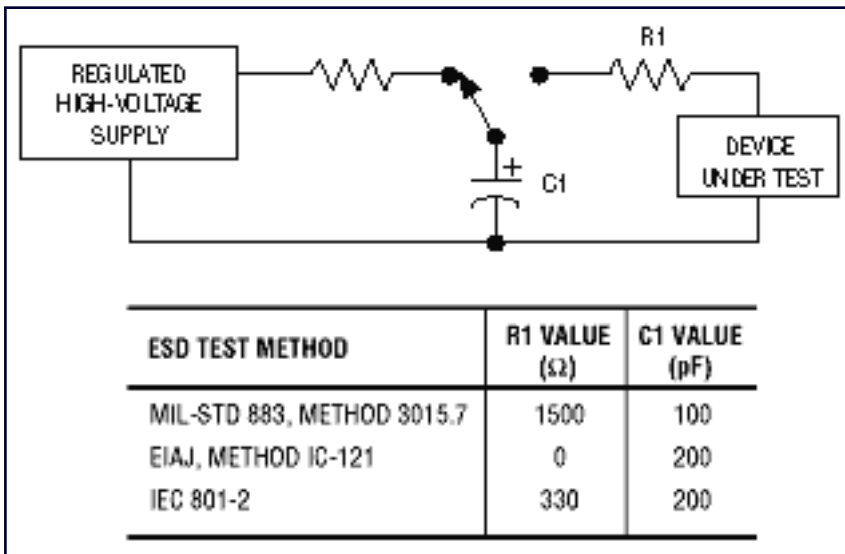 REGULATED
HIGH-VOLTAGE
SUPPLY
R1
+
C1
DEVICE
UNDER TEST
ESD TEST METHOD R1 VALUE (Ω) C1 VALUE (pF)
MIL-STD 883, METHOD 3015.7 1500 100
EIAJ, METHOD IC-121 0 200
IEC 801-2 330 200